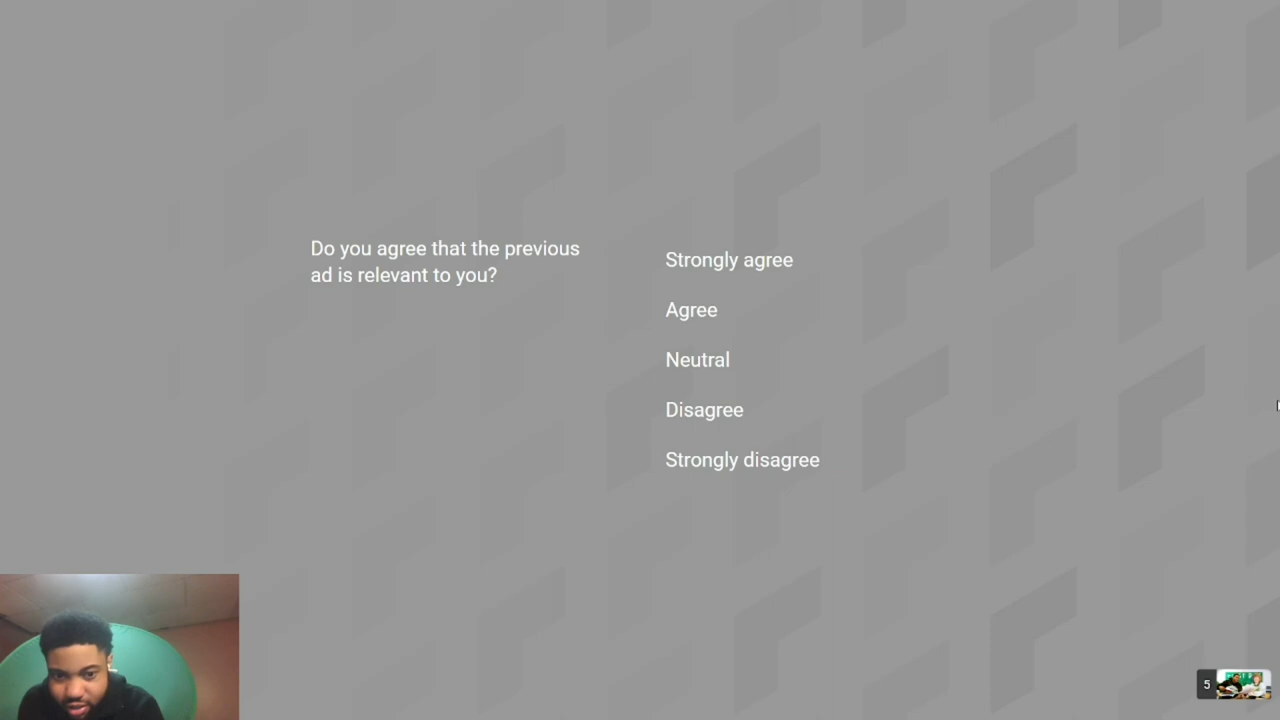 Do you agree that the previous
ad is relevant to you?
Strongly agree
Agree
Neutral
Disagree
Strongly disagree
5